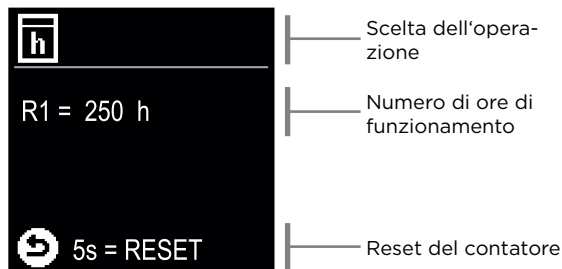 h
Scelta dell‘opera-
zione
R1 = 250 h
Numero di ore di
funzionamento
5s = RESET
Reset del contatore